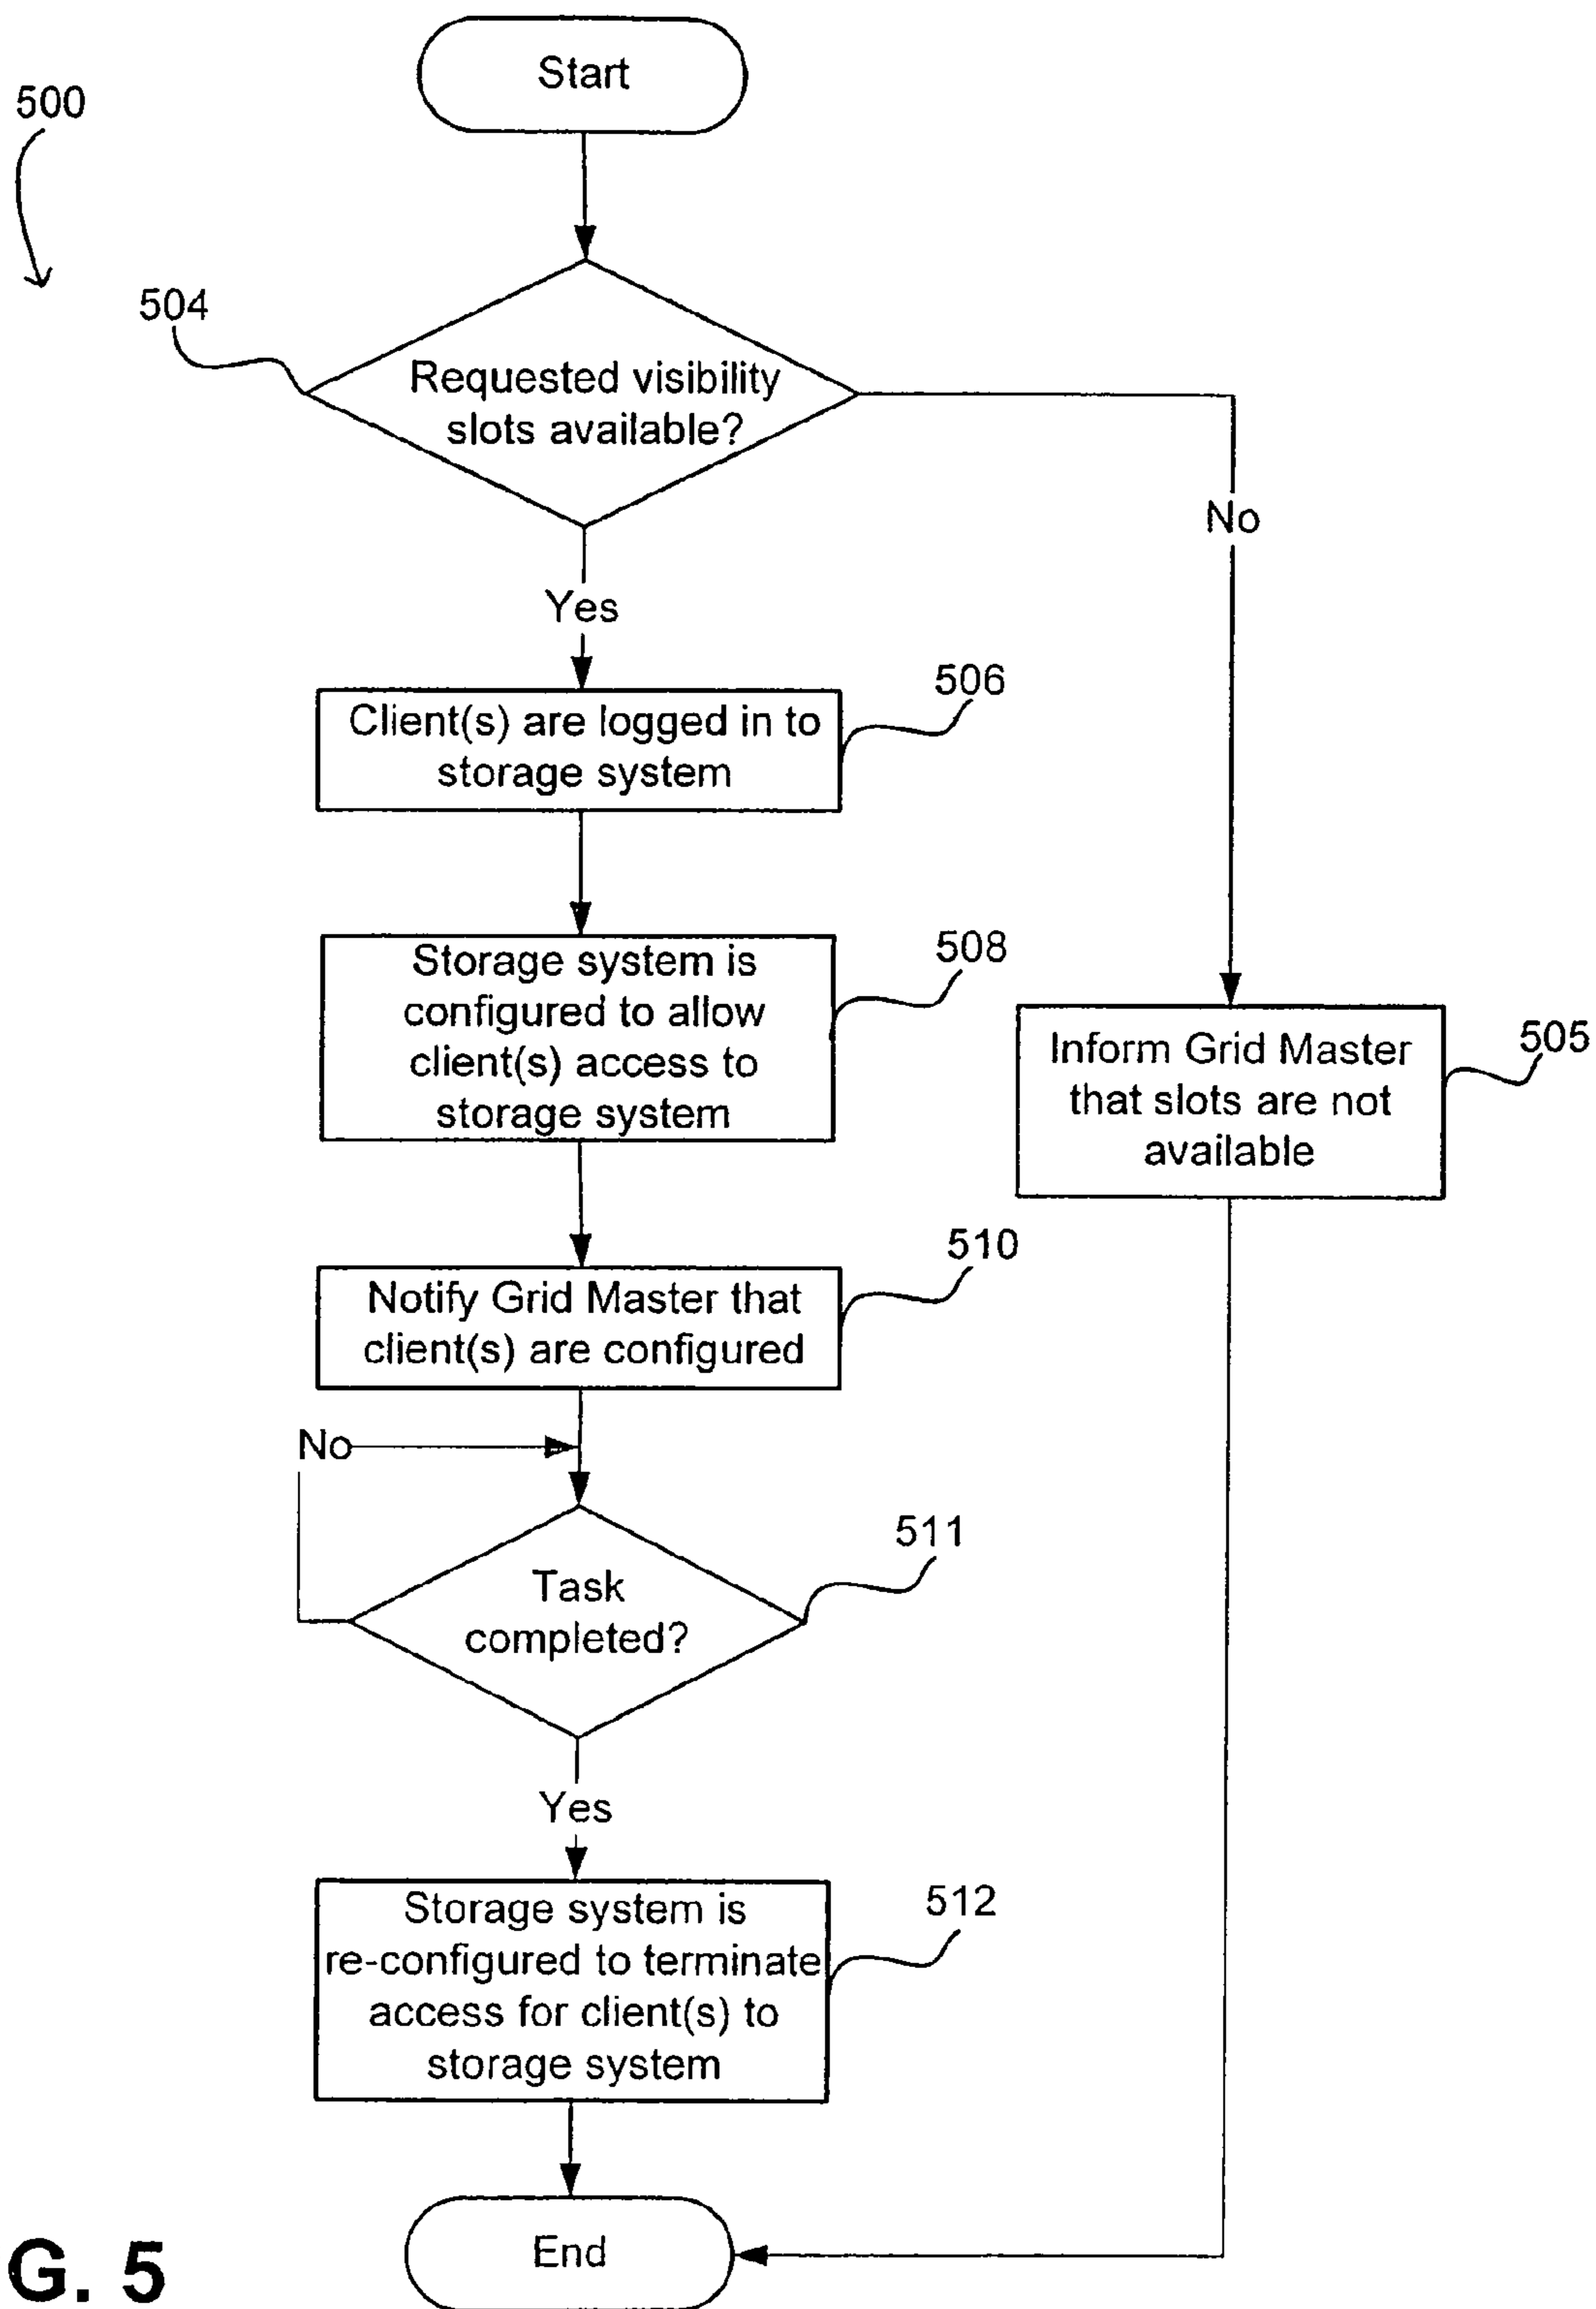 Start
500
504
Requested visibility
slots available?
No
Yes
506
Client(s) are logged in to
storage system
508
Storage system is
configured to allow
client(s) access to
storage system
505
Inform Grid Master
that slots are not
available
510
Notify Grid Master that
client(s) are configured
No
511
Task
completed?
Yes
512
Storage system is
re-configured to terminate
access for client(s) to
storage system
End
G. 5